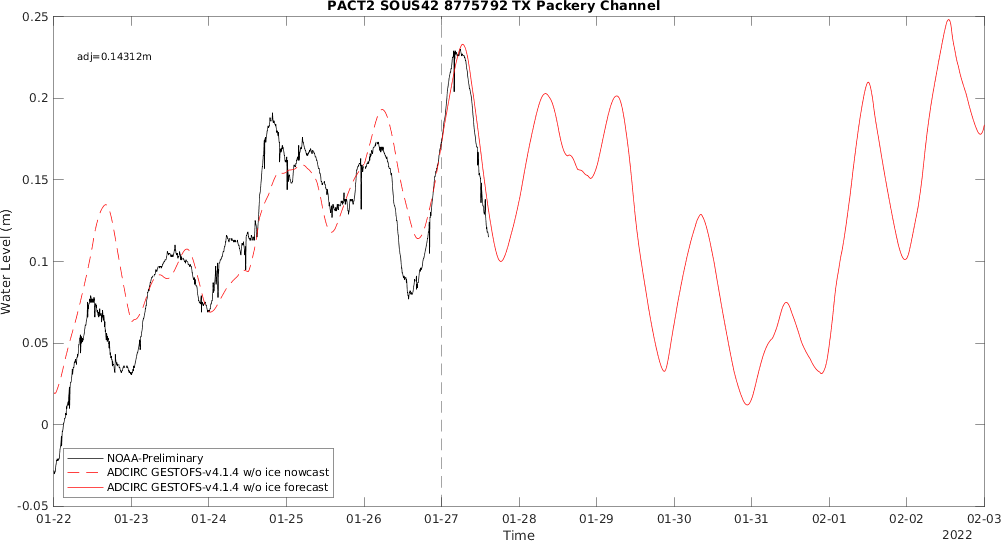 PACT2 SOUS42 8775792 TX Packery Channel
adj=0.14312m
0.25
0.2
0.15
0.1
0.05
0
-0.05
Water Level (m)
NOAA-Preliminary
ADCIRC GESTOFS-v4.1.4 w/o ice nowcast
ADCIRC GESTOFS-v4.1.4 w/o ice forecast
01-22 01-23 01-24 01-25 01-26 01-27 01-28 01-29 01-30 01-31 02-01 02-02 02-03
Time
2022